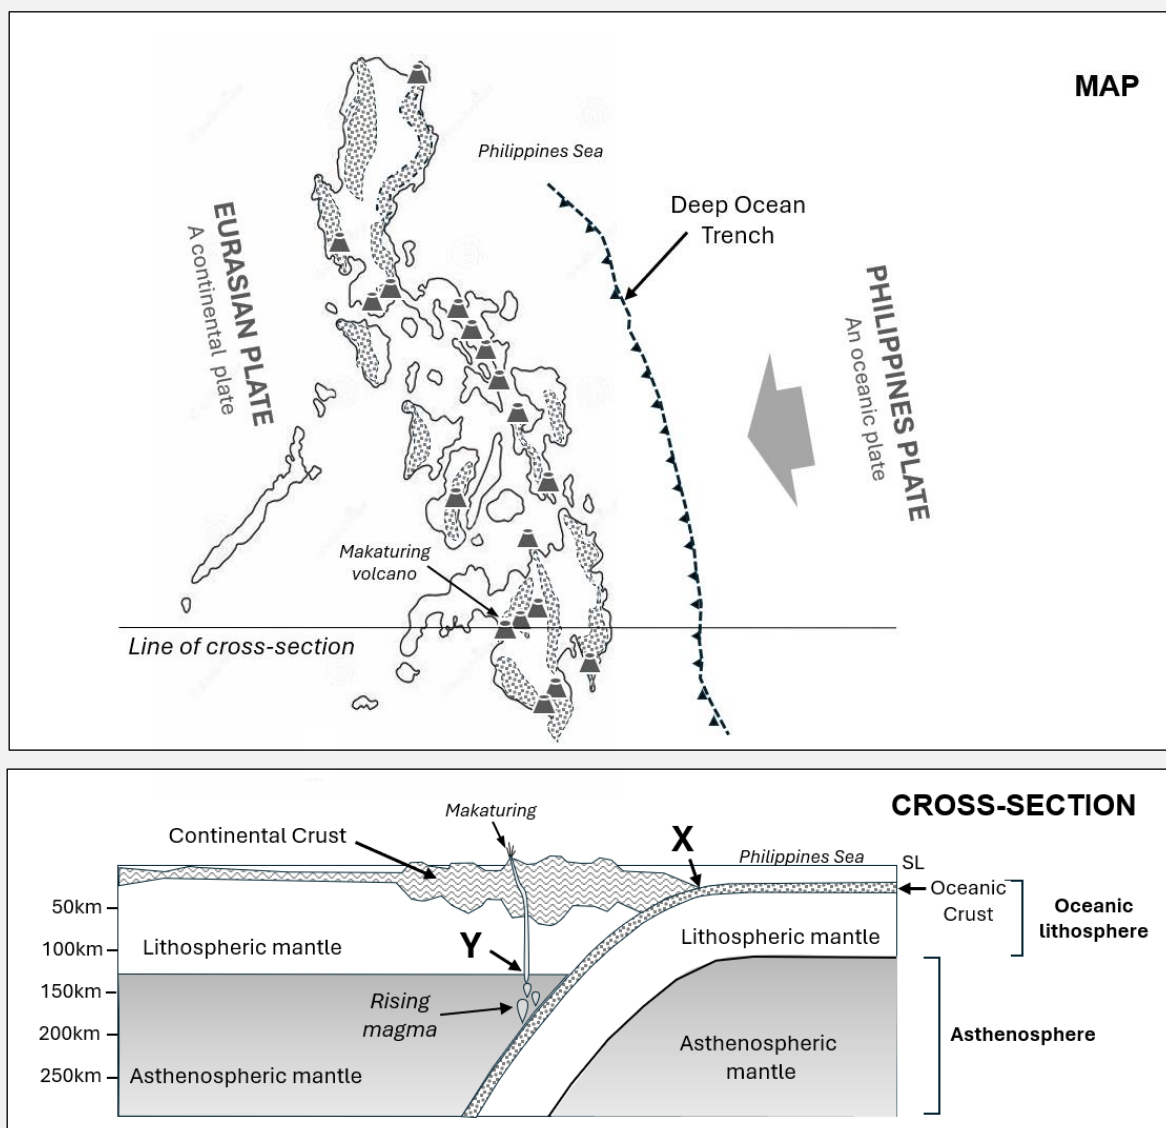 MAP
Philippines Sea
Deep Ocean
Trench
EURASIAN PLATE
A continental plate
PHILIPPINES PLATE
An oceanic plate
Makaturing
volcano
Line of cross-section
CROSS-SECTION
Makaturing
Continental Crust
X
Philippines Sea
SL
Oceanic
Crust
Oceanic
lithosphere
50km
100km
150km
200km
250km
Lithospheric mantle
Y
Lithospheric mantle
Rising
magma
Asthenospheric mantle
Asthenospheric
mantle
Asthenosphere